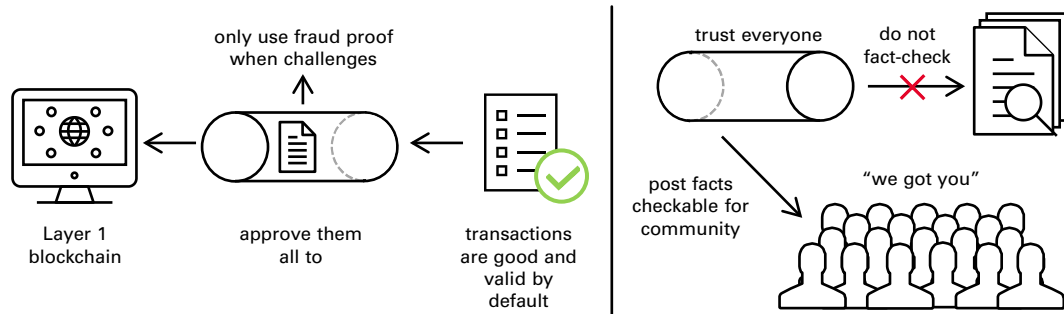 only use fraud proof
when challenges
Layer 1
blockchain
approve them
all to
transactions
are good and
valid by
default
trust everyone
do not
fact-check
post facts
checkable for
community
“we got you”